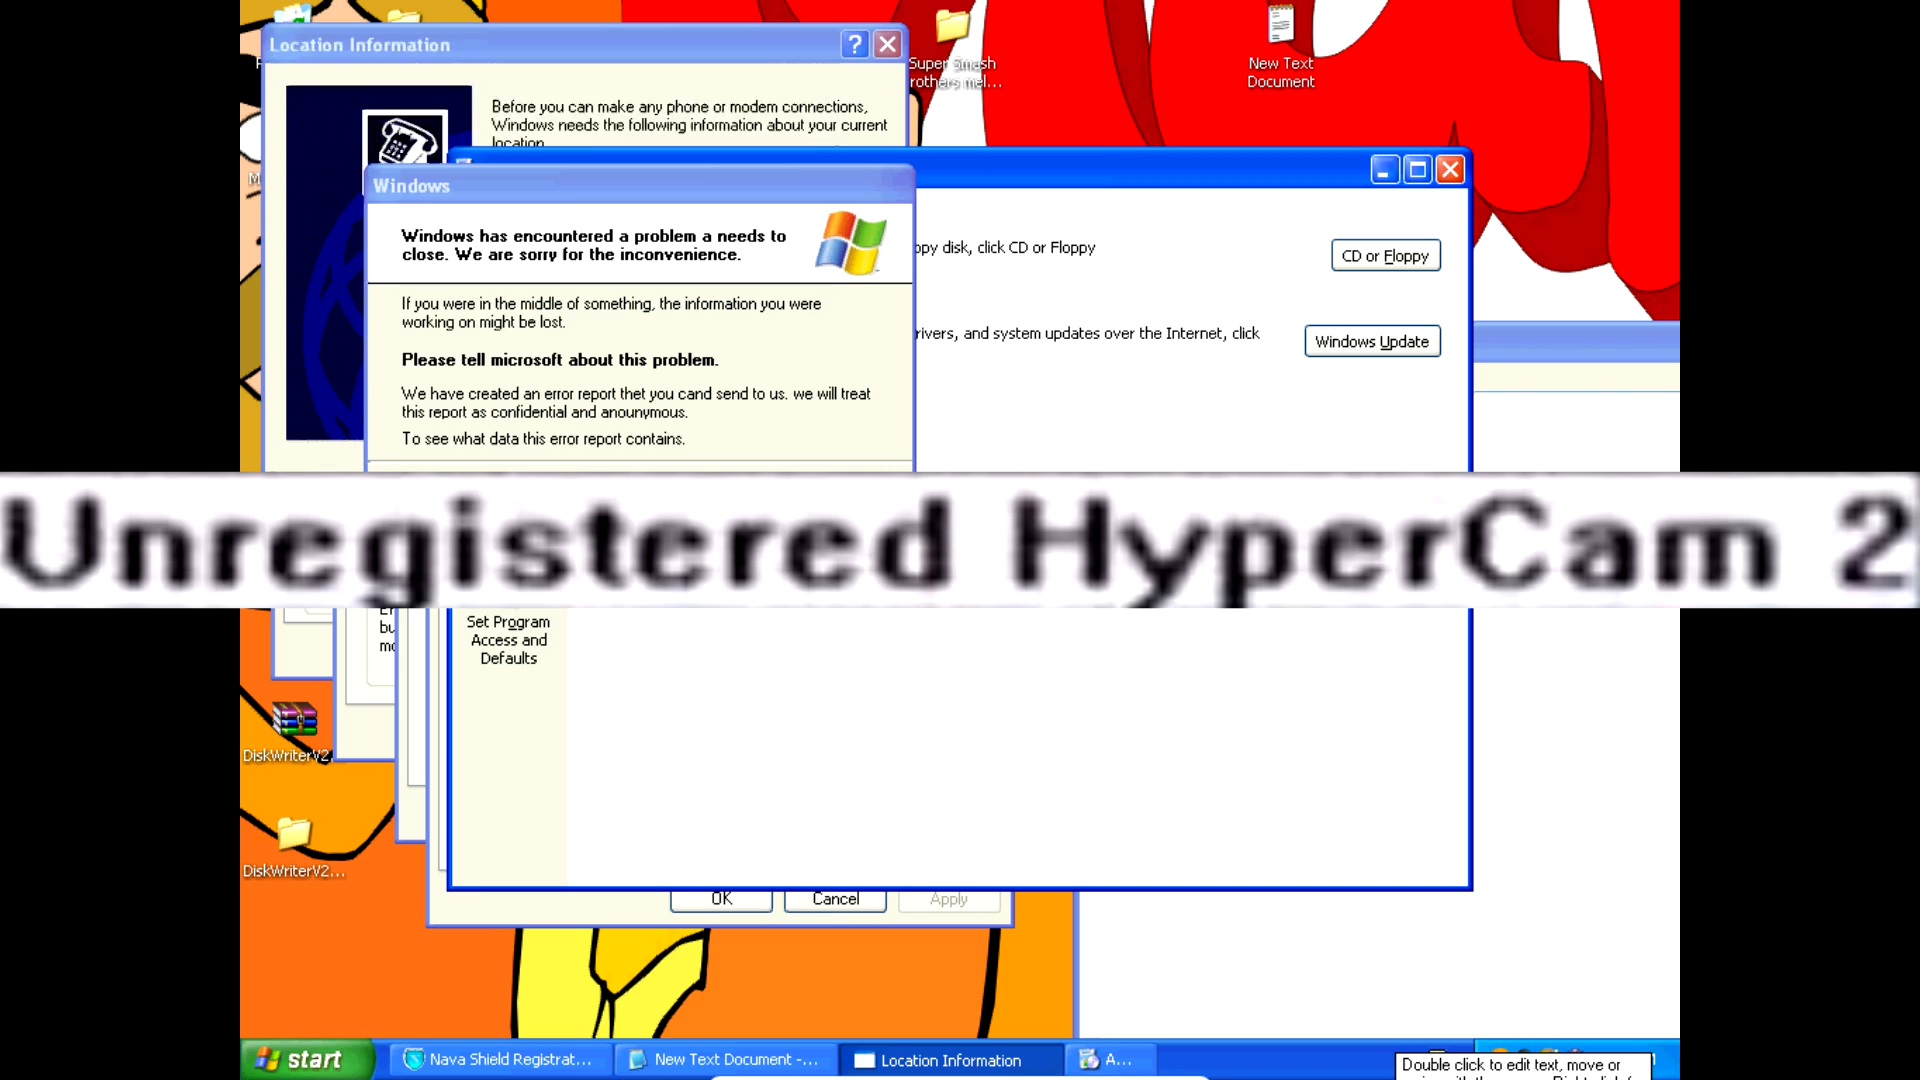 Location Information
Super Smash
rothers mel...
New Text
Document
Before you can make any phone or modem connections,
Windows needs the following information about your current
location.
Windows
Windows has encountered a problem a needs to
close. We are sorry for the inconvenience.
If you were in the middle of something, the information you were
working on might be lost.
Please tell microsoft about this problem.
We have created an error report thet you cand send to us. we will treat
this report as confidential and anounymous.
To see what data this error report contains.
ppy disk, click CD or Floppy
CD or Floppy
rivers, and system updates over the Internet, click
Windows Update
Unregistered HyperCam 2
Set Program
Access and
Defaults
DiskWriterV2
DiskWriterV2...
OK
Cancel
Apply
start
Nava Shield Registrat...
New Text Document -...
Location Information
A...
Double click to edit text, move or